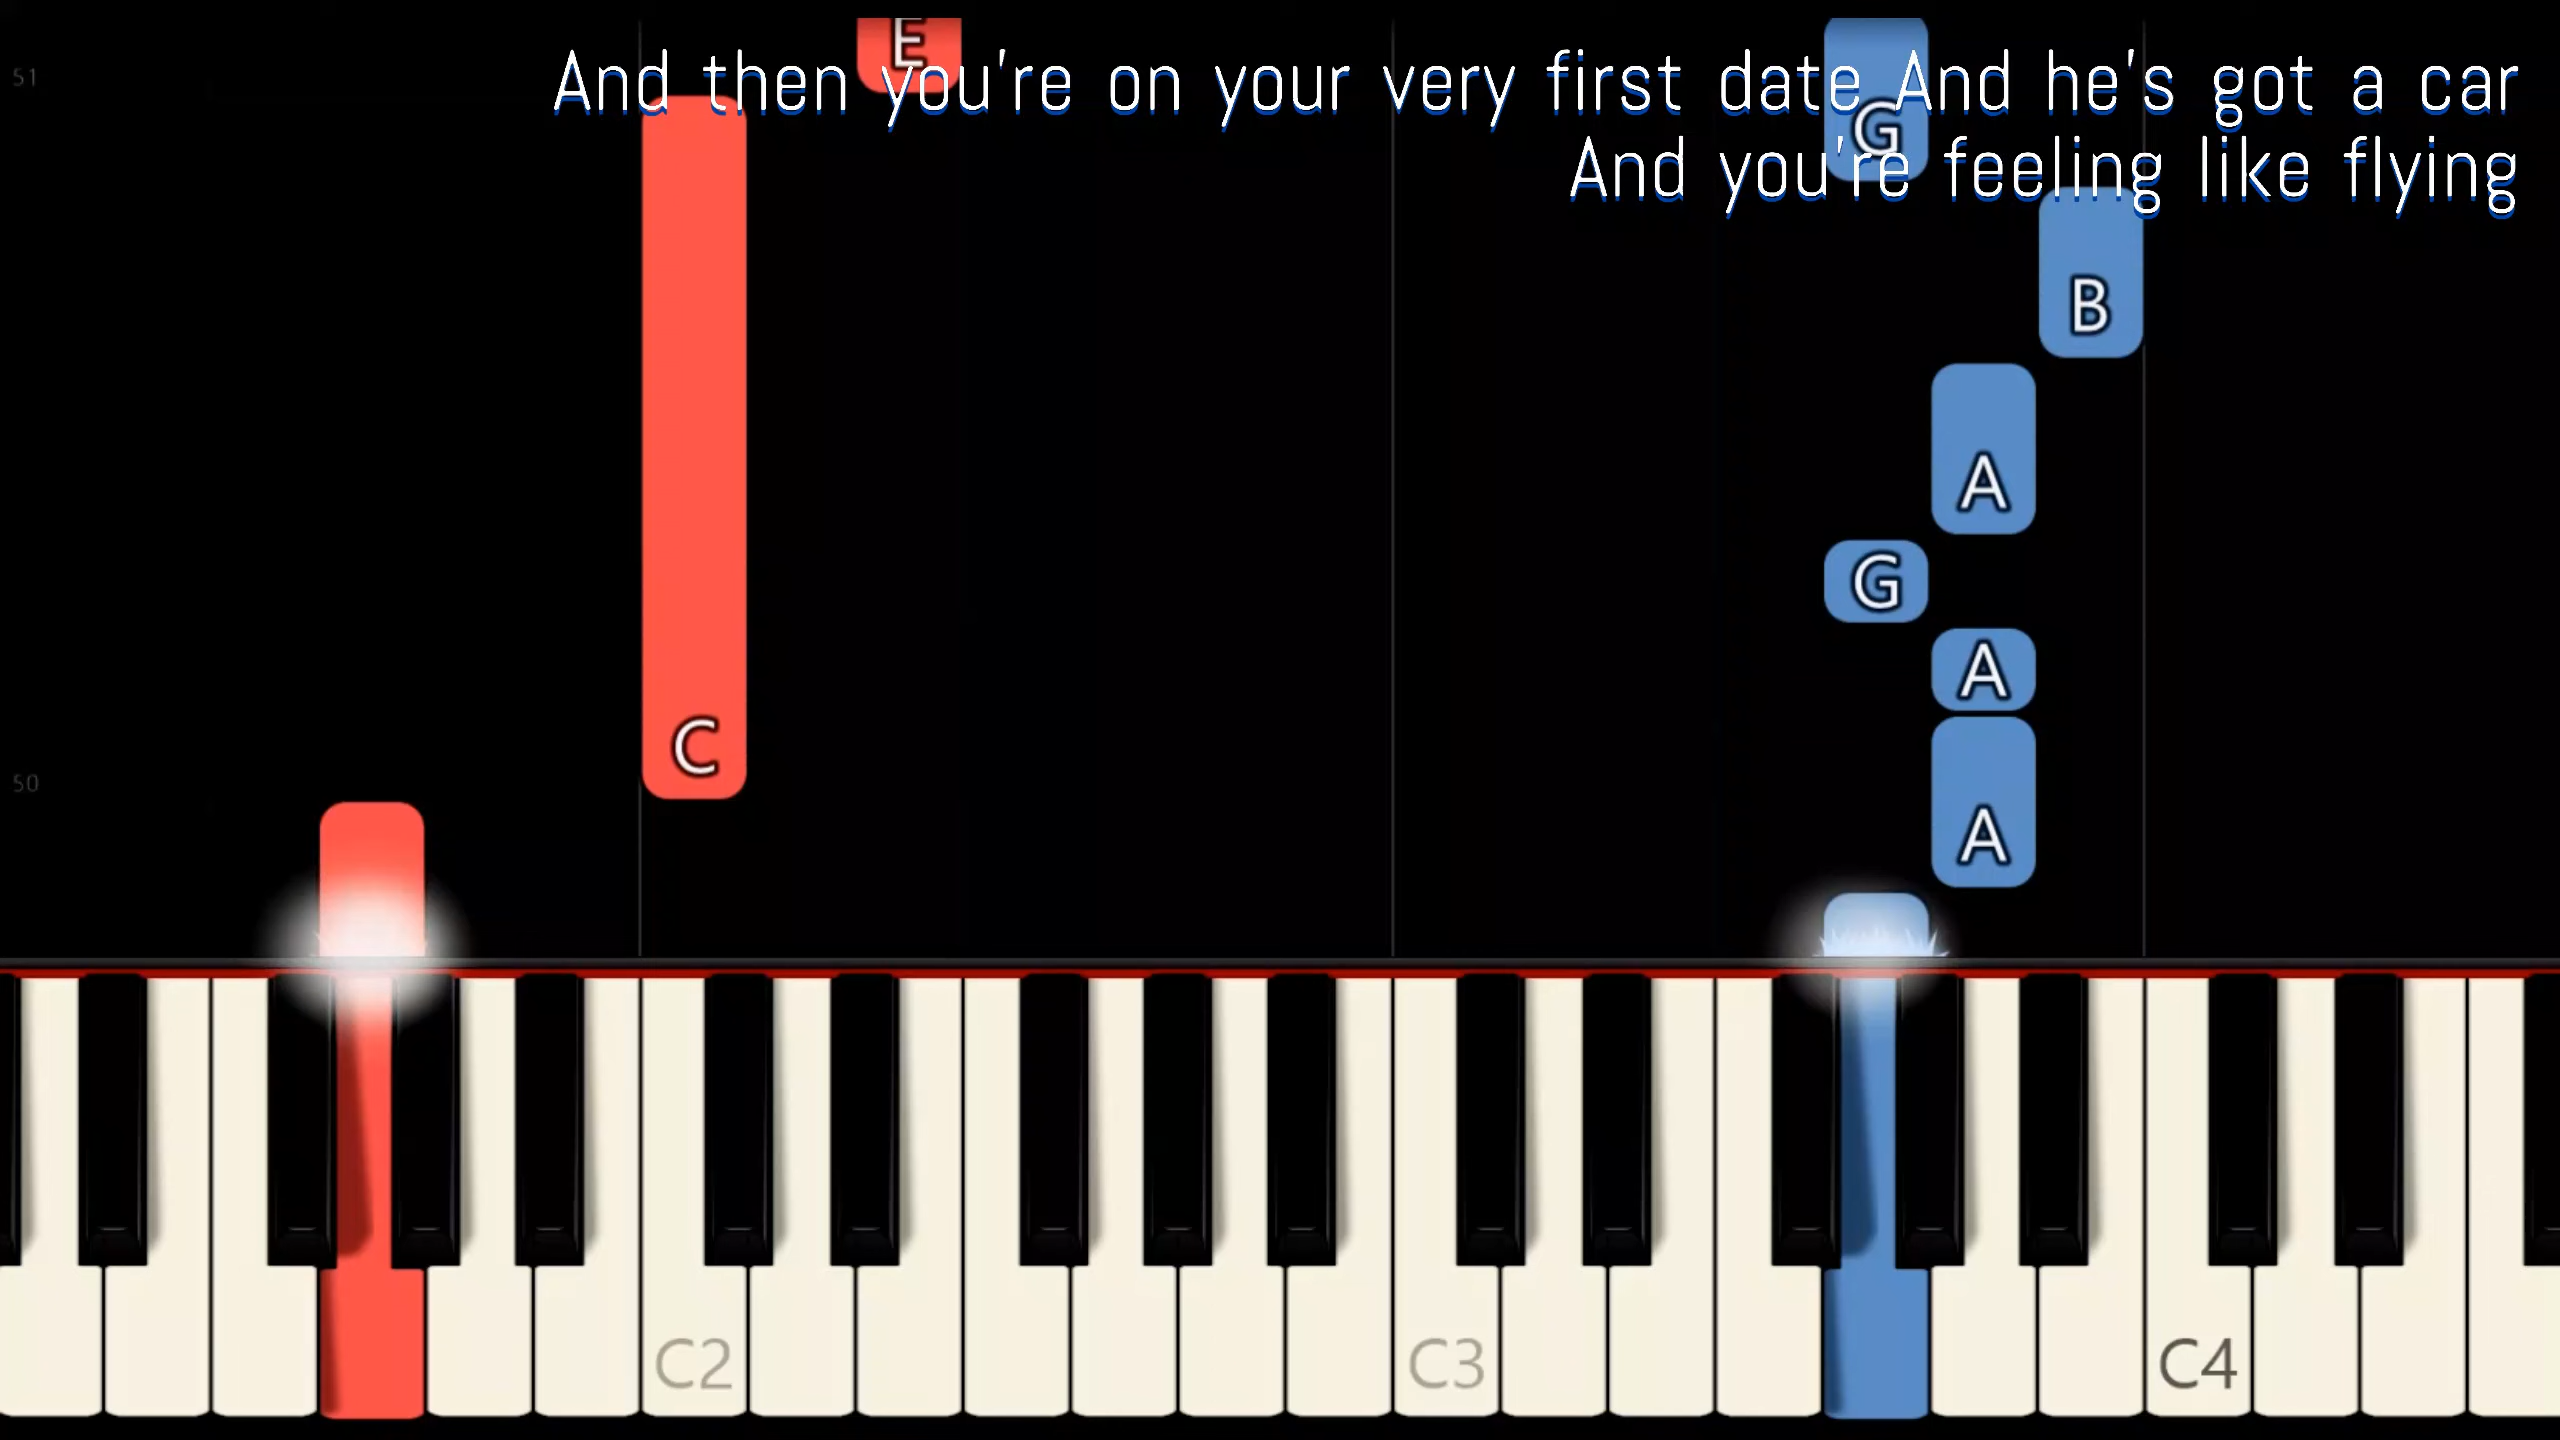 51
E
And then you're on your very first date And he's got a car
G
And you're feeling like flying
B
A
G
A
C
50
A
C2 C3 C4